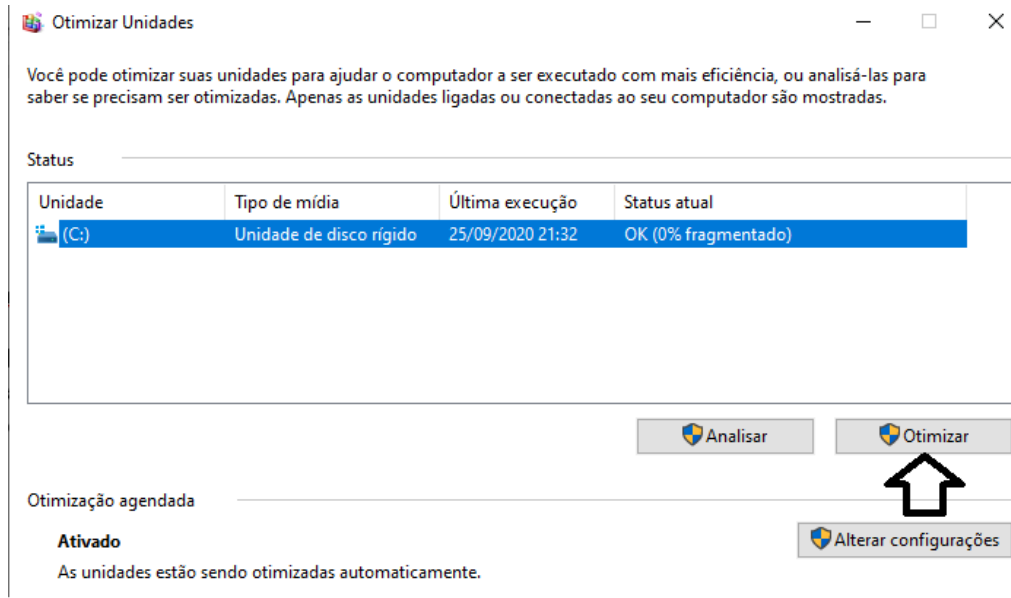 Otimizar Unidades
Você pode otimizar suas unidades para ajudar o computador a ser executado com mais eficiência, ou analisá-las para
saber se precisam ser otimizadas. Apenas as unidades ligadas ou conectadas ao seu computador são mostradas.
Status
Unidade Tipo de mídia Última execução Status atual
(C:) Unidade de disco rígido 25/09/2020 21:32 OK (0% fragmentado)
Analisar Otimizar
Otimização agendada
Alterar configurações
Ativado
As unidades estão sendo otimizadas automaticamente.